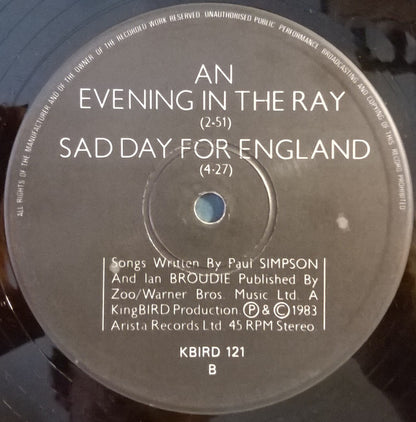 ALL RIGHTS OF THE MANUFACTURER AND OF THE OWNER OF THE RECORDED WORK RESERVED. UNAUTHORISED PUBLIC PERFORMANCE BROADCASTING AND COPYING OF THIS RECORD PROHIBITED
AN
EVENING IN THE RAY
(2·51)
SAD DAY FOR ENGLAND
(4·27)
Songs Written By Paul SIMPSON
And Ian BROUDIE Published By
Zoo/Warner Bros. Music Ltd. A
KingBIRD Production. Ⓟ & © 1983
Arista Records Ltd. 45 RPM Stereo
KBIRD 121
B